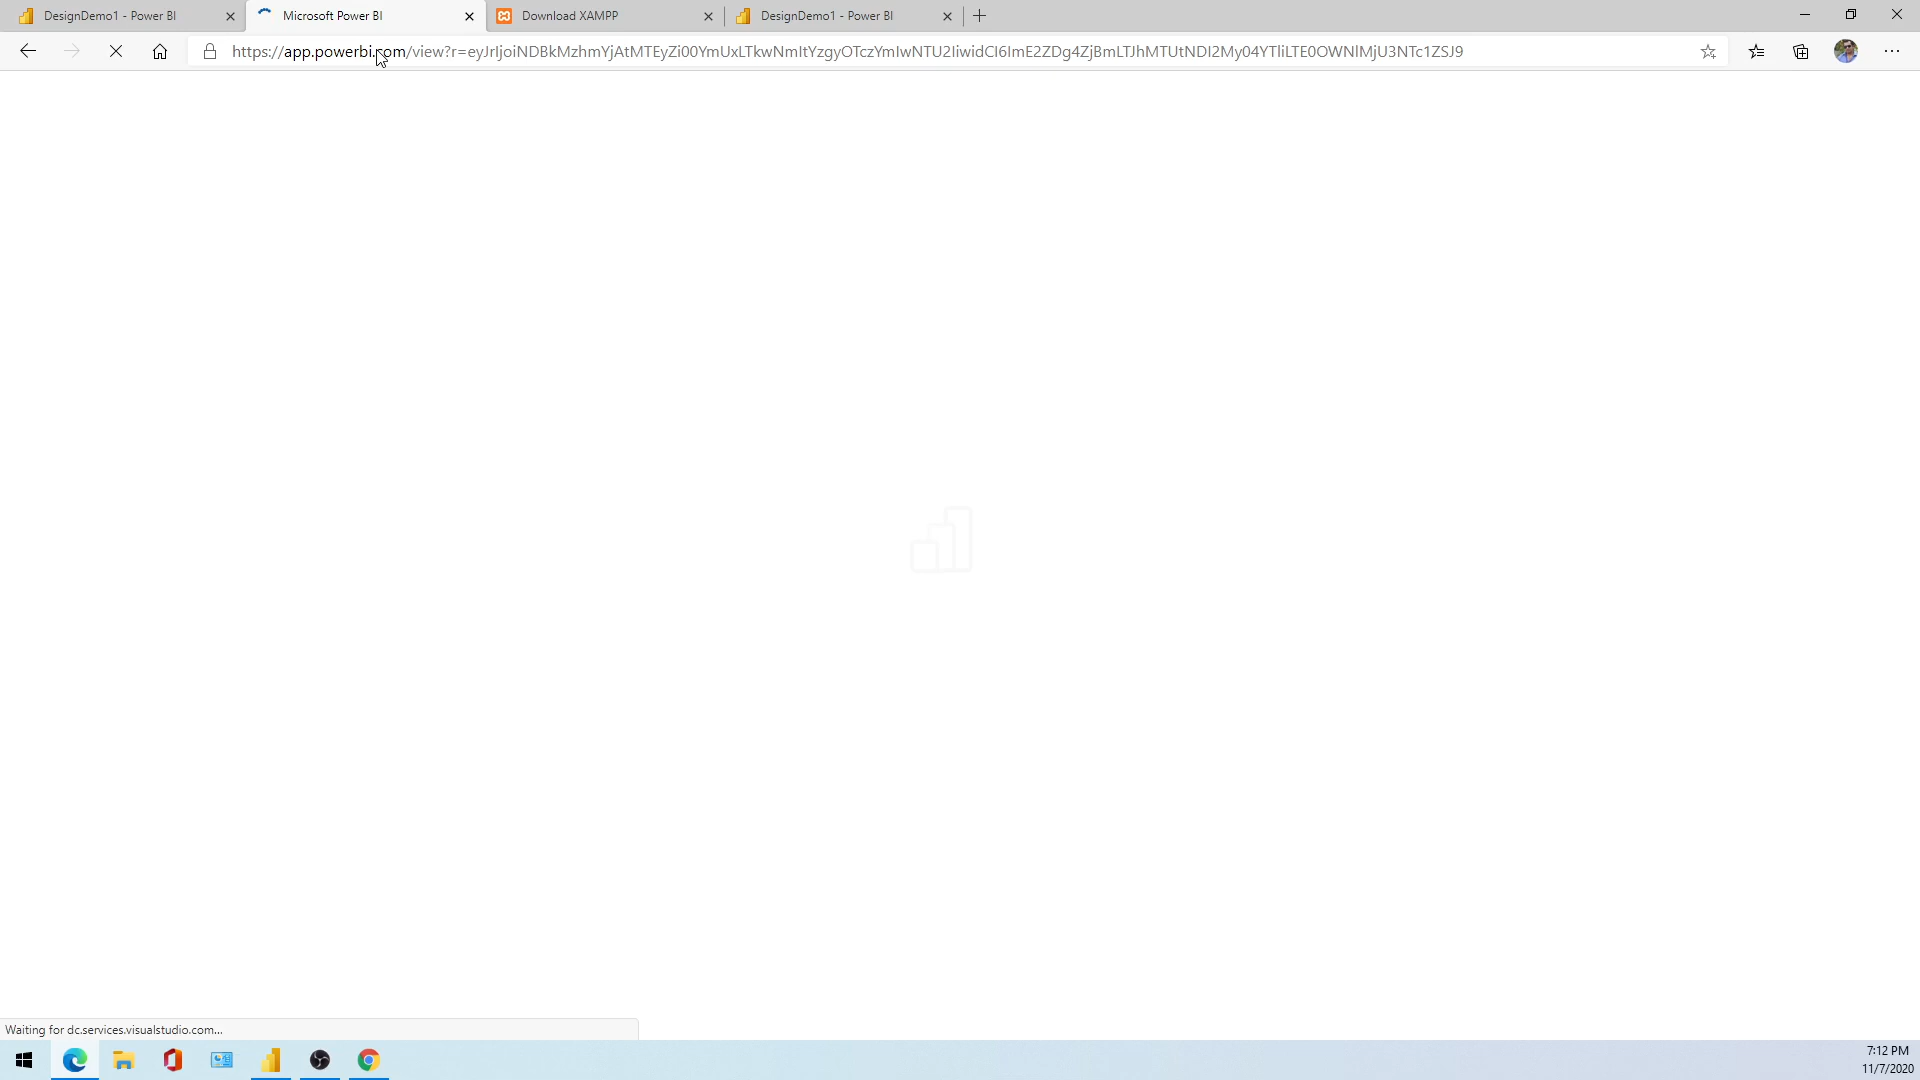 DesignDemo1 - Power BI
Microsoft Power BI
Download XAMPP
DesignDemo1 - Power BI
https://app.powerbi.com/view?r=eyJrIjoiNDBkMzhmYjAtMTEyZi00YmUxLTkwNmItYzgyOTczYmIwNTU2IiwidCI6ImE2ZDg4ZjBmLTJhMTUtNDI2My04YTliLTE0OWNlMjU3NTc1ZSJ9
Waiting for dc.services.visualstudio.com...
7:12 PM
11/7/2020